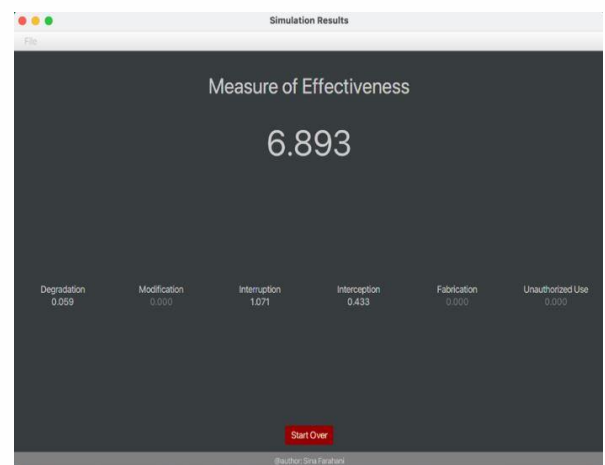 Simulation Results
File
Measure of Effectiveness
6.893
Degradation Modification Interruption Interception Fabrication Unauthorized Use
0.059 0.000 1.071 0.433 0.000 0.000
Start Over
@author: Sina Farahani